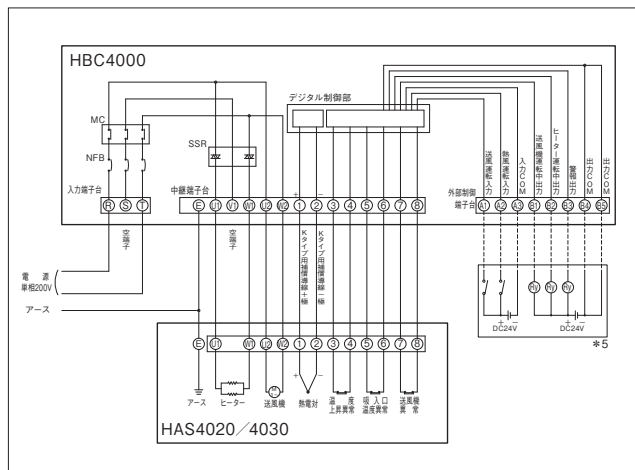 HBC4000
デジタル制御部
MC
SSR
NFB
入力端子台
中継端子台
外部制御
端子台
送風運転入力
熱風運転入力
入力COM
送風機運転中出力
ヒーター運転中出力
警報出力
出力COM
出力COM
R S T
E U1 V1 W1 U2 W2 1 2 3 4 5 6 7 8
A1 A2 A3 B1 B2 B3 B4 B5
+ −
空端子
空端子
Kタイプ用補償導線+極
Kタイプ用補償導線−極
電 源
単相200V
アース
Ry Ry Ry
+ − + −
DC24V DC24V
*5
E U1 W1 U2 W2 1 2 3 4 5 6 7 8
+ −
M
アース
ヒーター
送風機
熱電対
温 度
上昇異常
吸 入 口
温度異常
送風機
異 常
HAS4020/4030